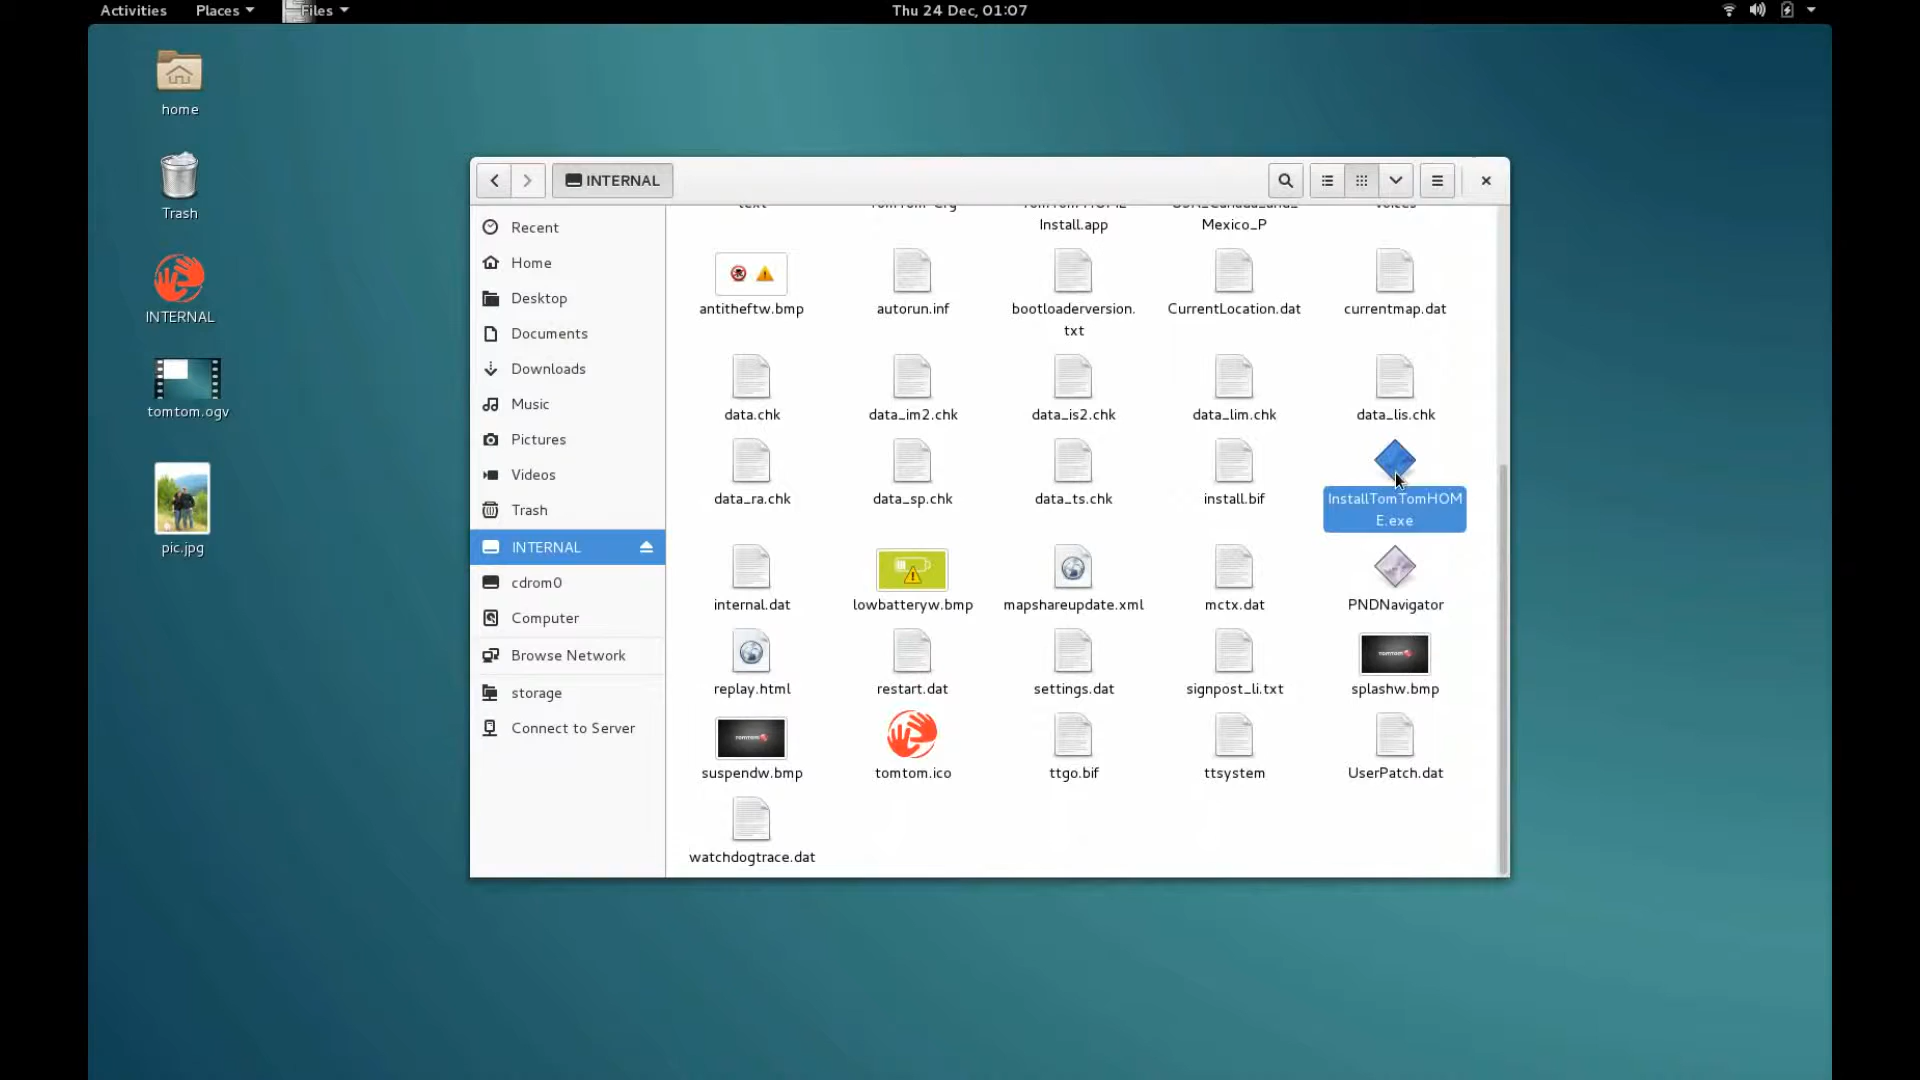 Activities
Places
Files
Thu 24 Dec, 01:07
home
Trash
INTERNAL
tomtom.ogv
pic.jpg
INTERNAL
Recent
Home
Desktop
Documents
Downloads
Music
Pictures
Videos
Trash
INTERNAL
cdrom0
Computer
Browse Network
storage
Connect to Server
text
Install.app
Mexico_P
voices
antitheftw.bmp
autorun.inf
bootloaderversion.
txt
CurrentLocation.dat
currentmap.dat
data.chk
data_im2.chk
data_is2.chk
data_lim.chk
data_lis.chk
data_ra.chk
data_sp.chk
data_ts.chk
install.bif
InstallTomTomHOM
E.exe
internal.dat
lowbatteryw.bmp
mapshareupdate.xml
mctx.dat
PNDNavigator
replay.html
restart.dat
settings.dat
signpost_li.txt
splashw.bmp
suspendw.bmp
tomtom.ico
ttgo.bif
ttsystem
UserPatch.dat
watchdogtrace.dat